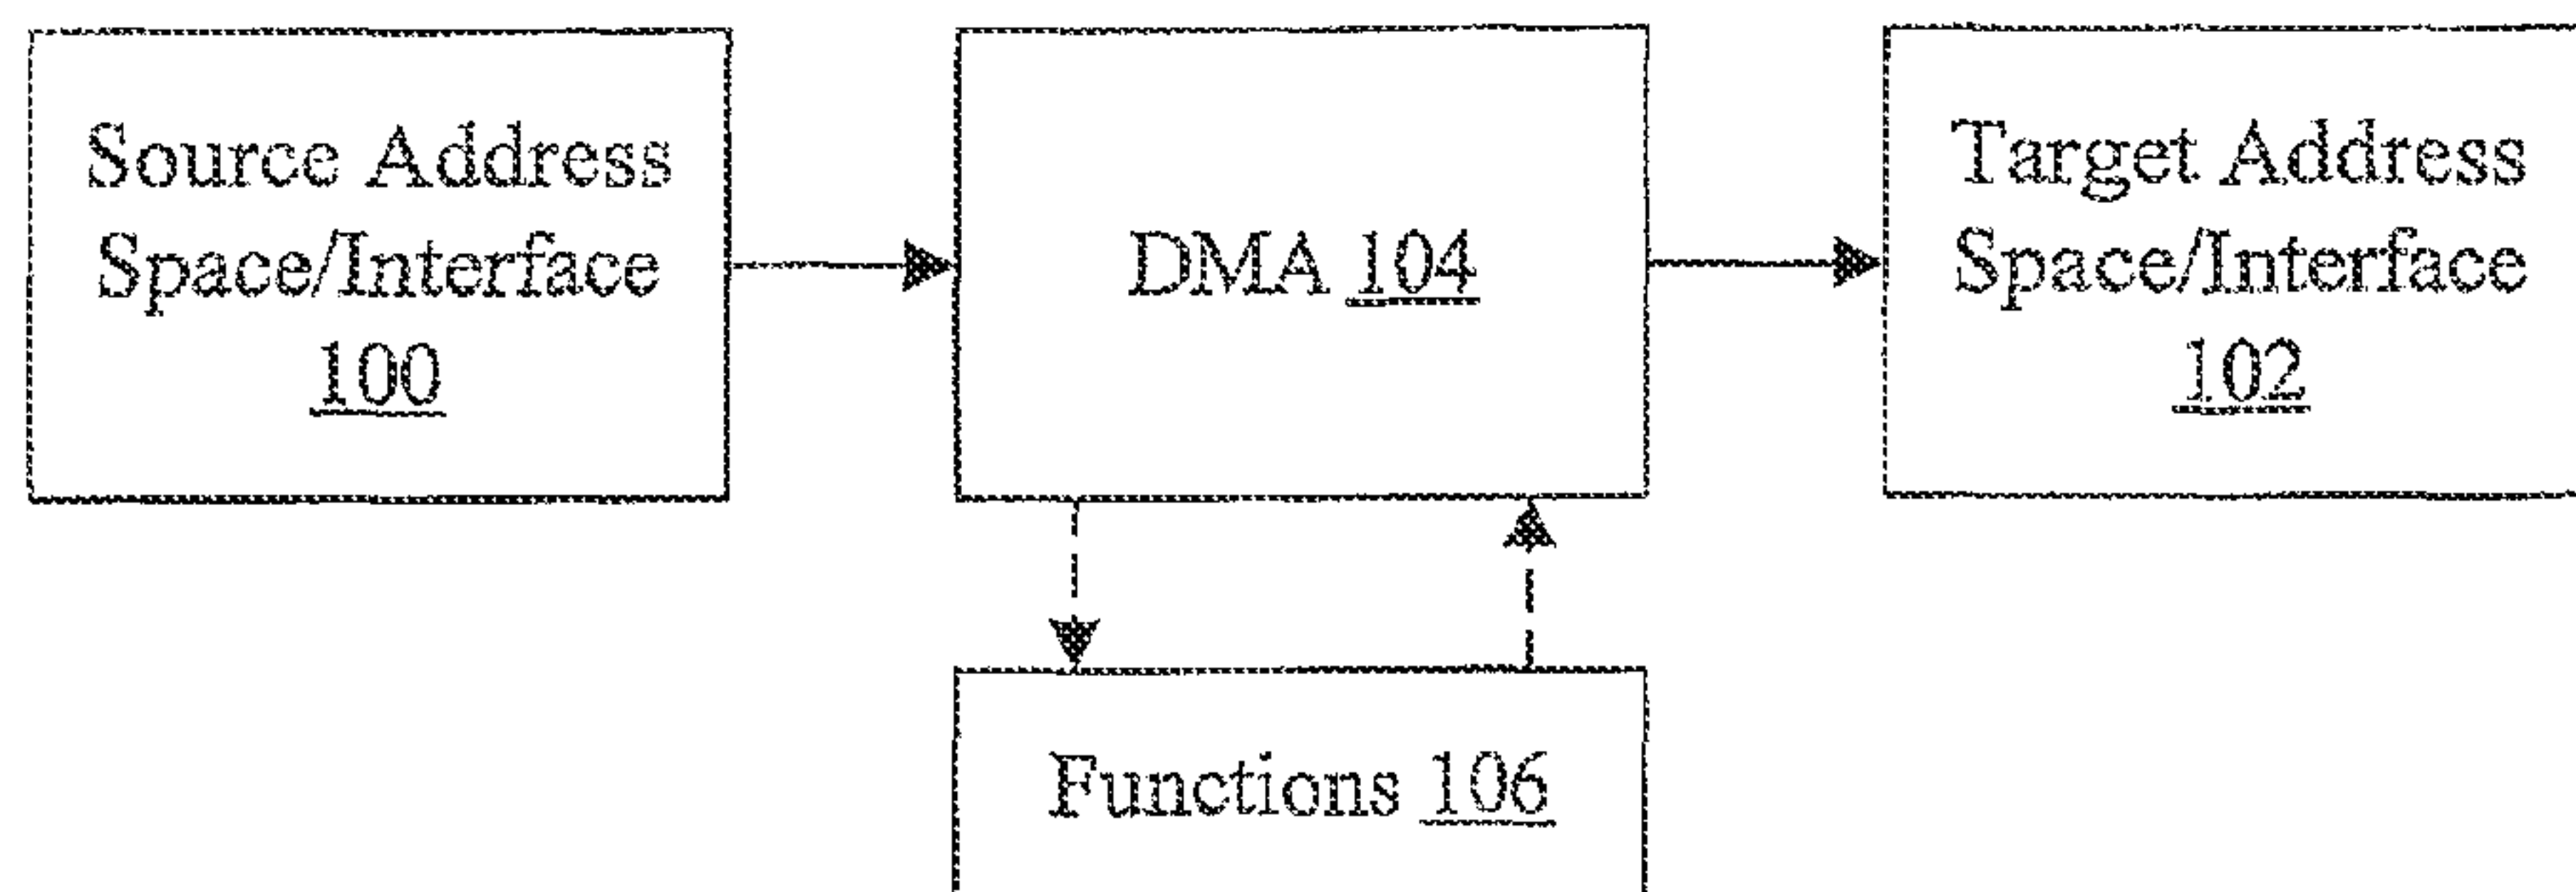 Source Address
Space/Interface
100
DMA 104
Target Address
Space/Interface
102
Functions 106